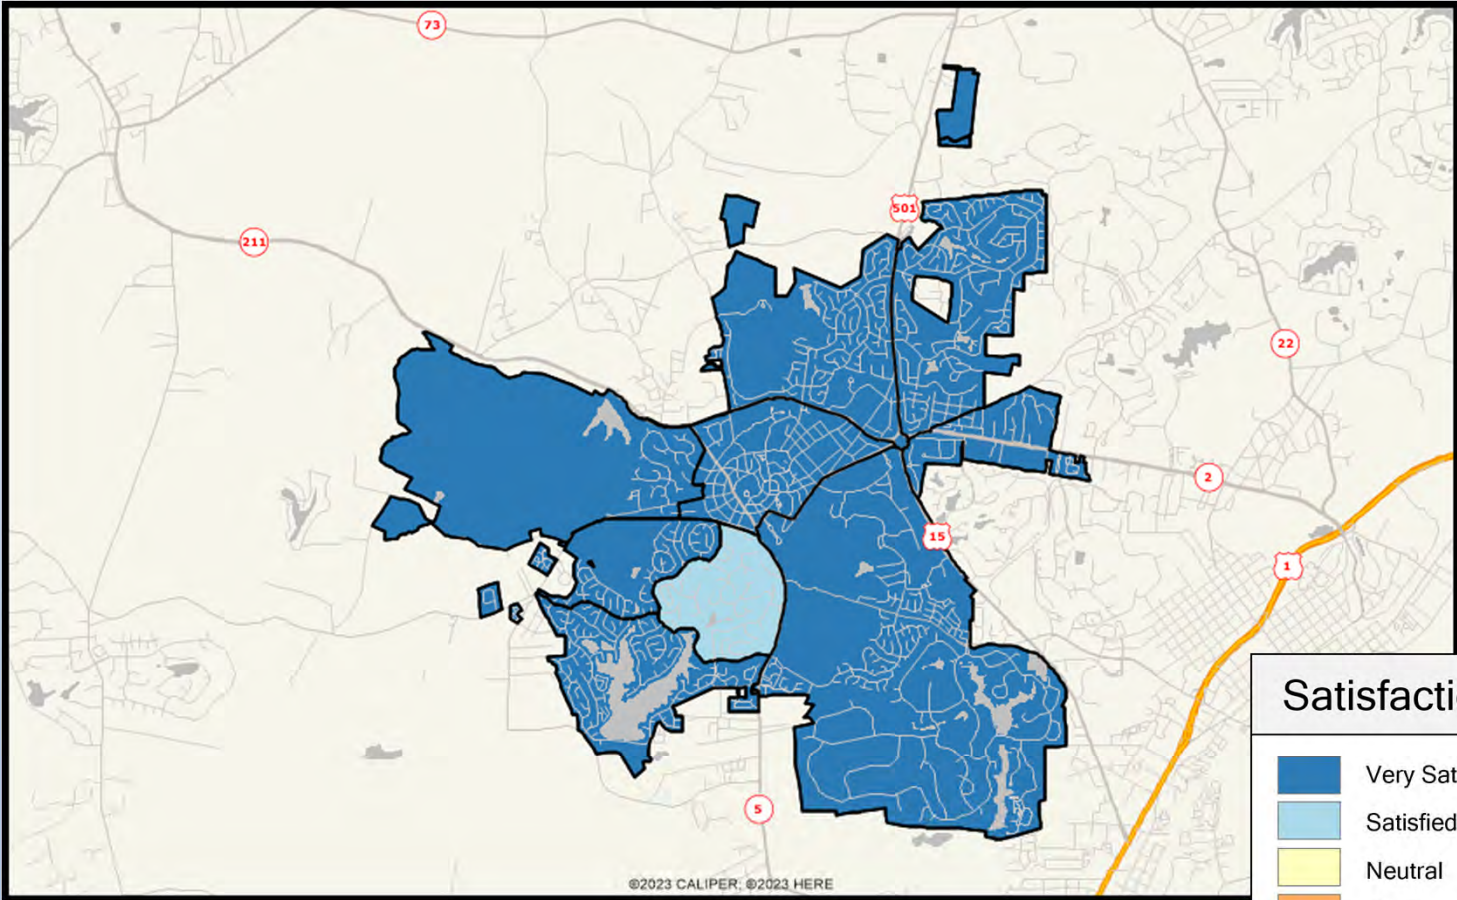 73
501
211
22
2
15
1
Satisfacti
Very Sat
Satisfied
5
Neutral
©2023 CALIPER; ©2023 HERE